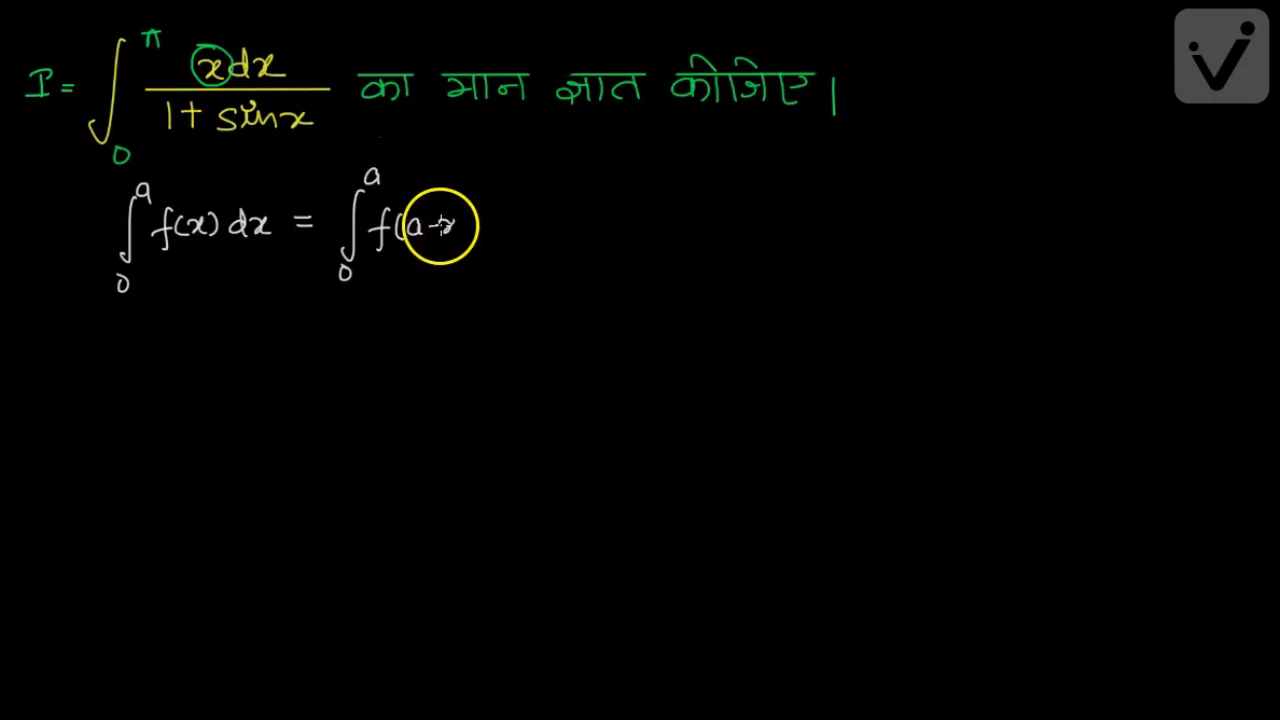 I = ∫₀^π x dx / (1 + sin x) का मान ज्ञात कीजिए।
∫₀^a f(x) dx = ∫₀^a f(a-x